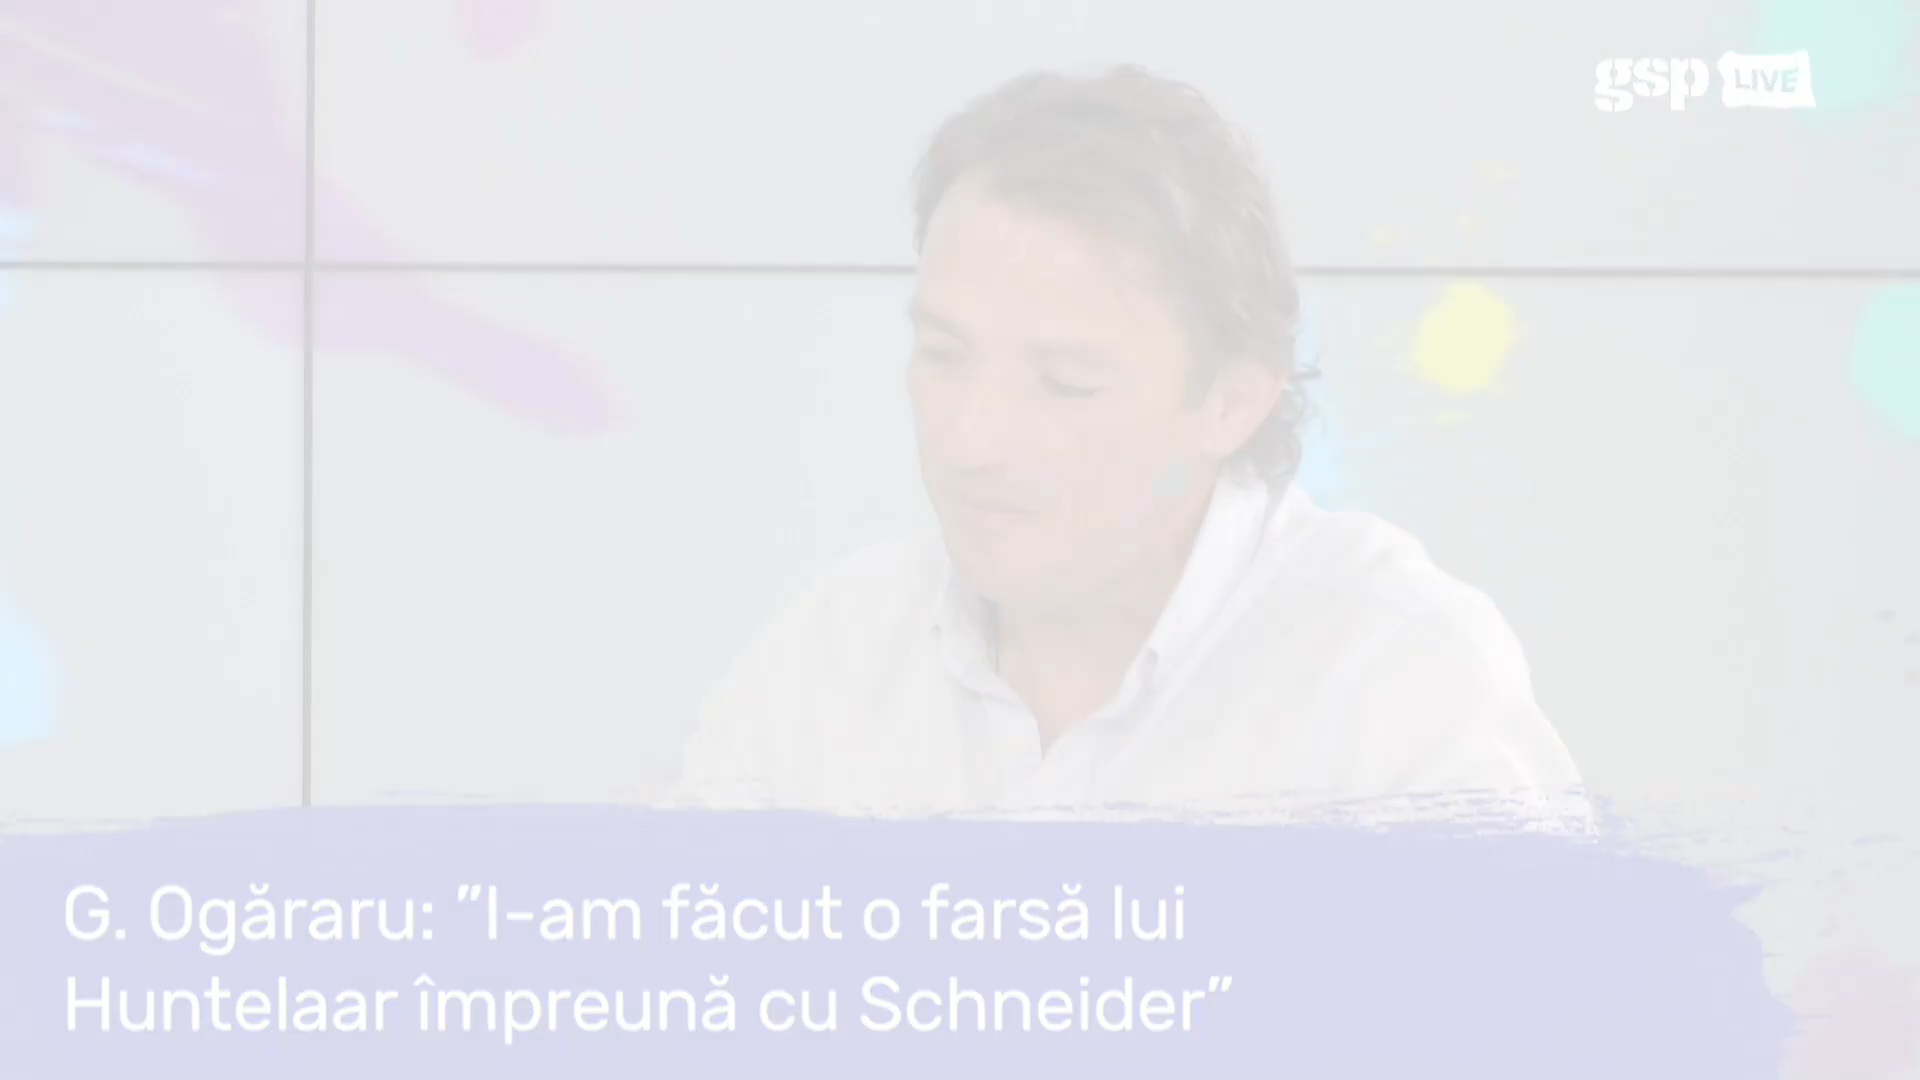 gsp LIVE
G. Ogăraru: ”I-am făcut o farsă lui
Huntelaar împreună cu Schneider”